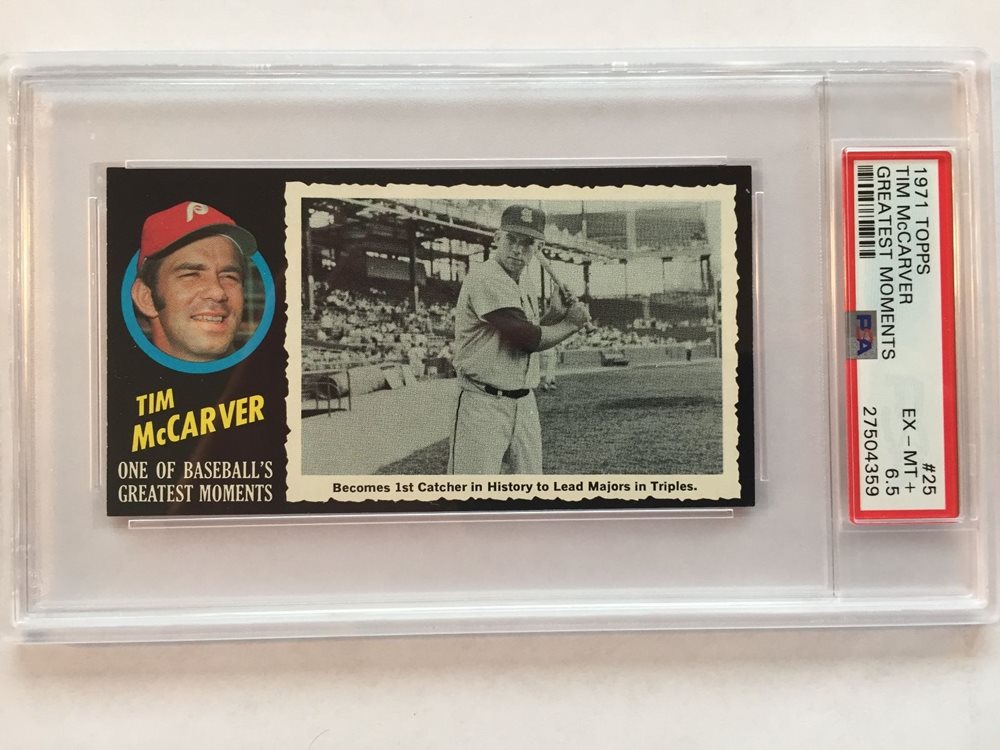 P
TIM
McCARVER
ONE OF BASEBALL'S
GREATEST MOMENTS
Becomes 1st Catcher in History to Lead Majors in Triples.
1971 TOPPS
TIM McCARVER
GREATEST MOMENTS
PSA
#25
EX – MT +
6.5
27504359